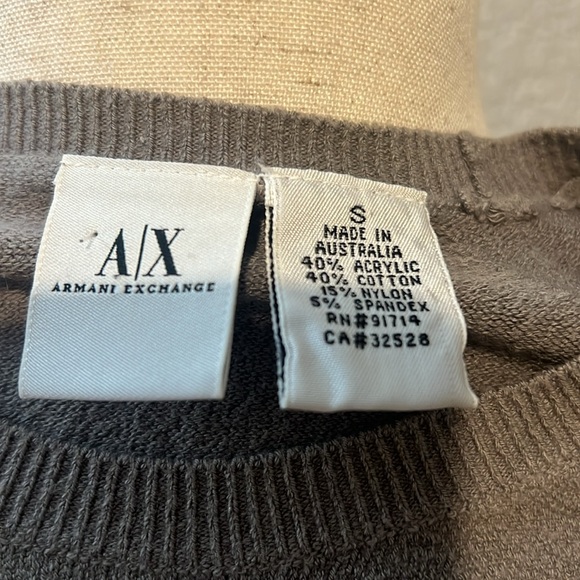 A|X
ARMANI EXCHANGE
S
MADE IN
AUSTRALIA
40% ACRYLIC
40% COTTON
15% NYLON
5% SPANDEX
RN#91714
CA#32528